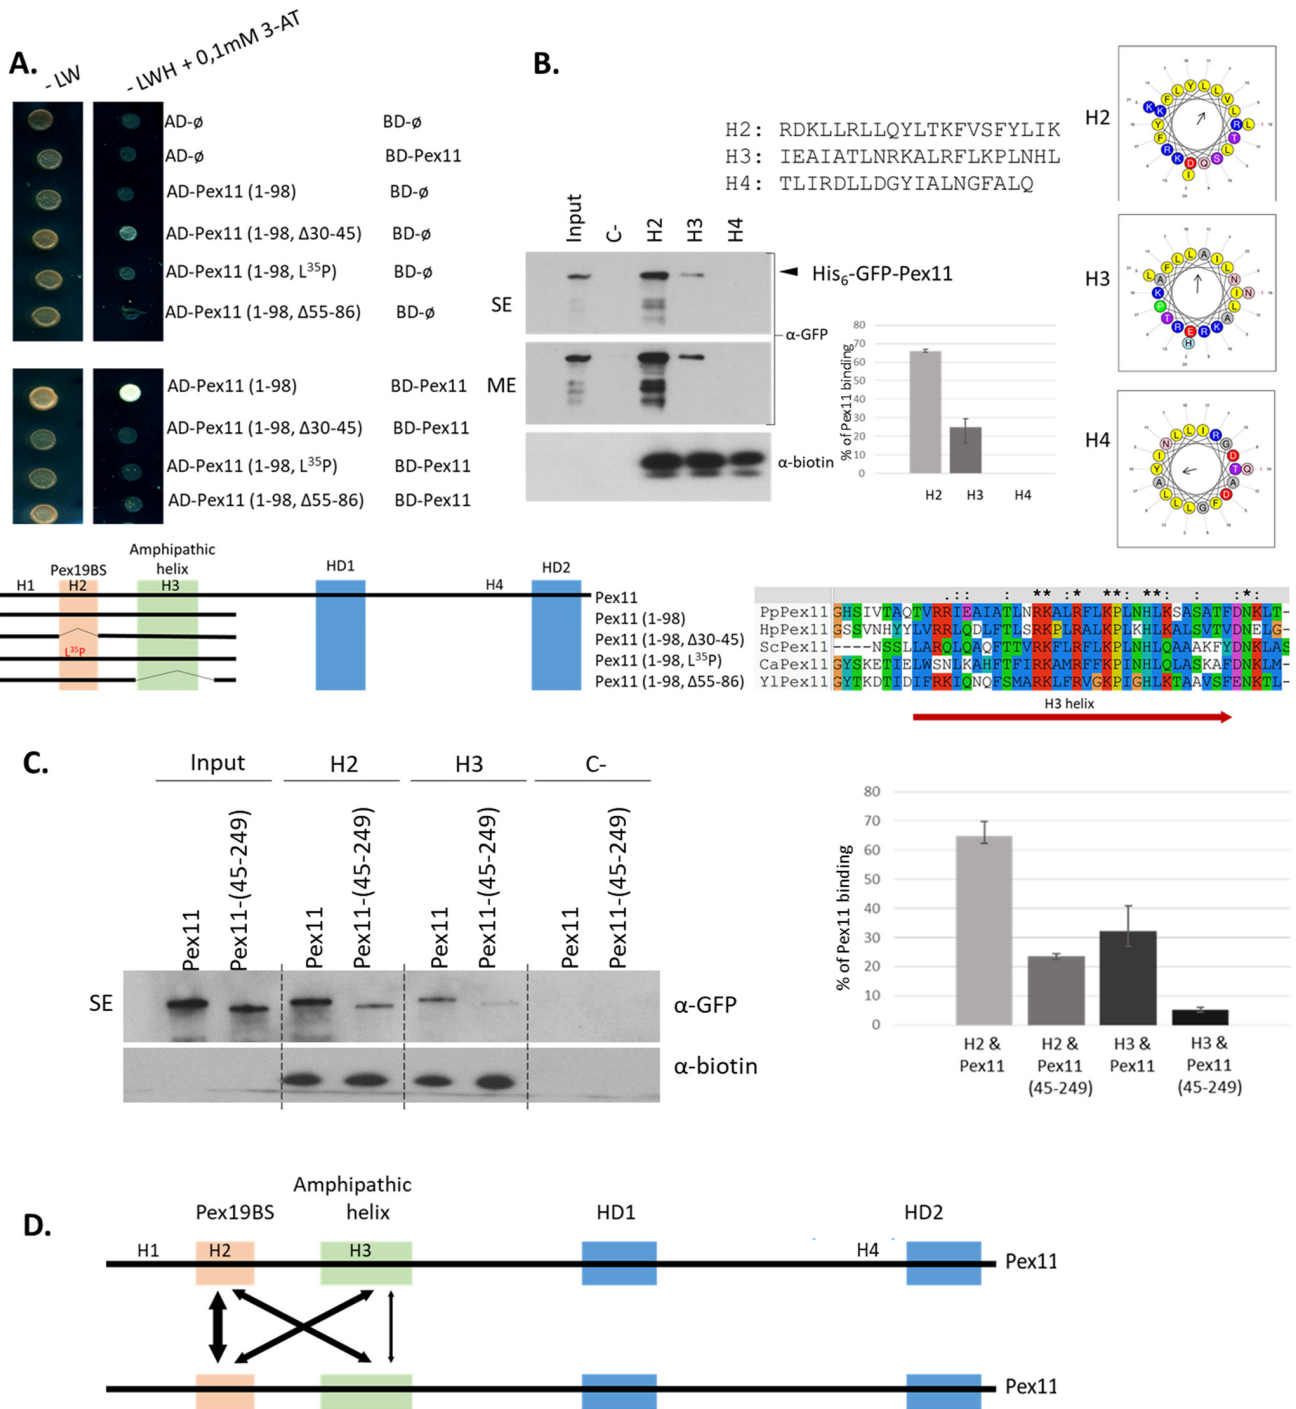 A.
- LW
- LWH + 0,1mM 3-AT
AD-ø BD-ø
AD-ø BD-Pex11
AD-Pex11 (1-98) BD-ø
AD-Pex11 (1-98, Δ30-45) BD-ø
AD-Pex11 (1-98, L³⁵P) BD-ø
AD-Pex11 (1-98, Δ55-86) BD-ø
AD-Pex11 (1-98) BD-Pex11
AD-Pex11 (1-98, Δ30-45) BD-Pex11
AD-Pex11 (1-98, L³⁵P) BD-Pex11
AD-Pex11 (1-98, Δ55-86) BD-Pex11
Amphipathic
Pex19BS helix HD1 HD2
H1 H2 H3 H4
Pex11
Pex11 (1-98)
Pex11 (1-98, Δ30-45)
L³⁵P
Pex11 (1-98, L³⁵P)
Pex11 (1-98, Δ55-86)
B.
H2: RDKLLRLLQYLTKFVSFYLIK
H3: IEAIATLNRKALRFLKPLNHL
H4: TLIRDLLDGYIALNGFALQ
Input C- H2 H3 H4
His₆-GFP-Pex11
SE
α-GFP
ME
α-biotin
% of Pex11 binding
80
70
60
50
40
30
20
10
0
H2 H3 H4
H2
H3
H4
PpPex11 GHSIVTAQTVRRIEAIATLNRKALRFLKPLNHLKSASATFDNKLT-
HpPex11 GSSVNHYYLVRRLQDLFTLSRKPLRALKPLKHLKALSVTVDNELG-
ScPex11 ----NSSLLARLQLQAQFTTVRKFLRFLKPLNHLQAAAKFYDNKLA-
CaPex11 GYSKETIELWSNLKAHFTFIRKAMRFFKPINHLQLASKAFDNKLM-
YlPex11 GYTKDTIDIFRKIQNQFSMARKLFRVGKPIGHLKTAAVSFENKTL-
H3 helix
C.
Input H2 H3 C-
Pex11
Pex11-(45-249)
Pex11
Pex11-(45-249)
Pex11
Pex11-(45-249)
Pex11
Pex11-(45-249)
SE
α-GFP
α-biotin
% of Pex11 binding
80
70
60
50
40
30
20
10
0
H2 &
Pex11
H2 &
Pex11
(45-249)
H3 &
Pex11
H3 &
Pex11
(45-249)
D.
Amphipathic
Pex19BS helix HD1 HD2
H1 H2 H3 H4
Pex11
Pex11